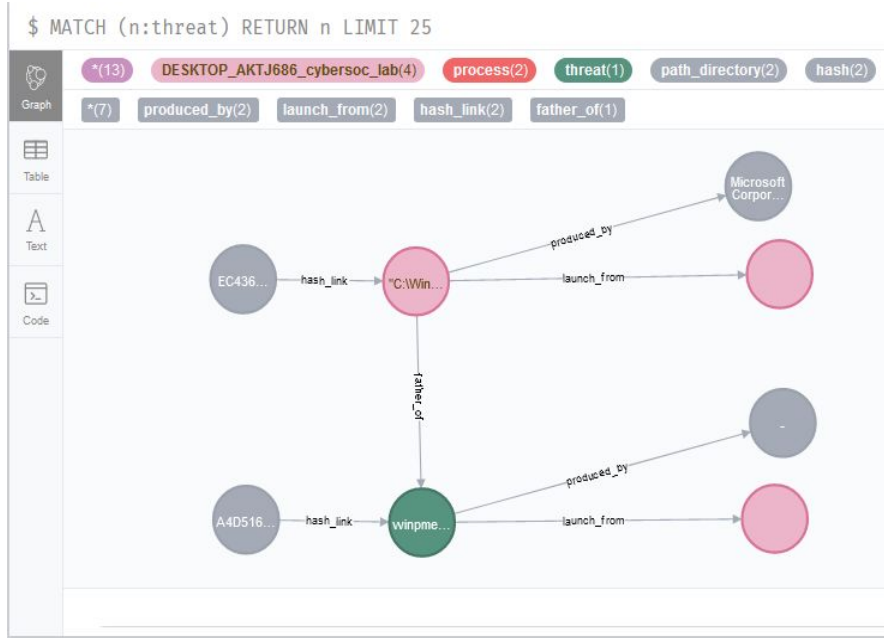 $ MATCH (n:threat) RETURN n LIMIT 25
*(13) DESKTOP_AKTJ686_cybersoc_lab(4) process(2) threat(1) path_directory(2) hash(2)
Graph
*(7) produced_by(2) launch_from(2) hash_link(2) father_of(1)
Table
A
Text
>_
Code
Microsoft
Corpor...
produced_by
EC436...
hash_link
"C:\Win...
launch_from
father_of
-
produced_by
A4D516...
hash_link
winpme...
launch_from